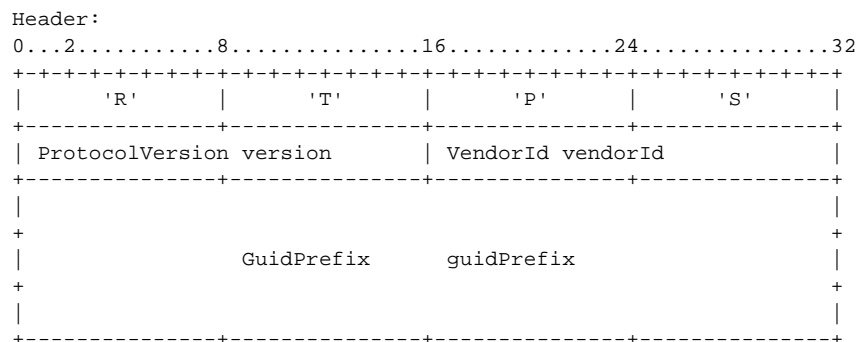 Header:
0...2...........8...............16.............24...............32
+-+-+-+-+-+-+-+-+-+-+-+-+-+-+-+-+-+-+-+-+-+-+-+-+-+-+-+-+-+-+-+-+
| 'R' | 'T' | 'P' | 'S' |
+---------------+---------------+---------------+---------------+
| ProtocolVersion version | VendorId vendorId |
+---------------+---------------+---------------+---------------+
| |
+ +
| GuidPrefix guidPrefix |
+ +
| |
+---------------+---------------+---------------+---------------+